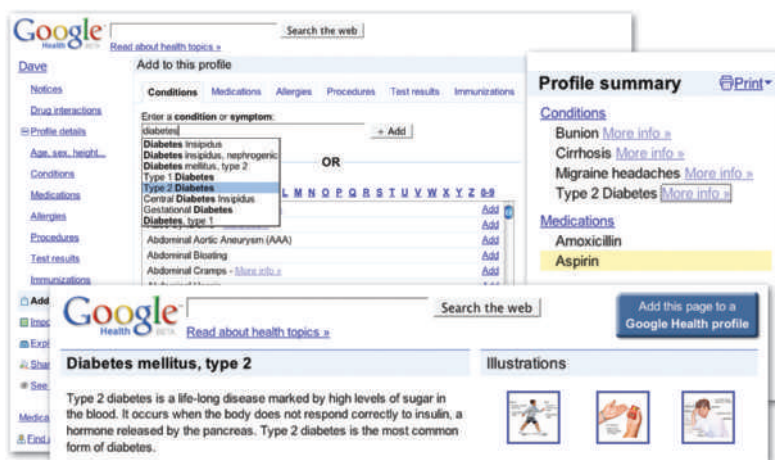 Google
Health BETA
Search the web
Read about health topics »
Dave
Notices
Drug interactions
Profile details
Age, sex, height...
Conditions
Medications
Allergies
Procedures
Test results
Immunizations
Add to this profile
Conditions Medications Allergies Procedures Test results Immunizations
Enter a condition or symptom:
diabetes
+ Add
Diabetes Insipidus
Diabetes insipidus, nephrogenic
Diabetes mellitus, type 2
Type 1 Diabetes
Type 2 Diabetes
Central Diabetes Insipidus
Gestational Diabetes
Diabetes, type 1
OR
L M N O P Q R S T U V W X Y Z 0-9
Add
Abdominal Aortic Aneurysm (AAA) Add
Abdominal Bloating Add
Abdominal Cramps - More info » Add
Add
See
Profile summary Print
Conditions
Bunion More info »
Cirrhosis More info »
Migraine headaches More info »
Type 2 Diabetes More info »
Medications
Amoxicillin
Aspirin
Google
Health BETA
Search the web
Read about health topics »
Add this page to a
Google Health profile
Diabetes mellitus, type 2
Type 2 diabetes is a life-long disease marked by high levels of sugar in
the blood. It occurs when the body does not respond correctly to insulin, a
hormone released by the pancreas. Type 2 diabetes is the most common
form of diabetes.
Illustrations